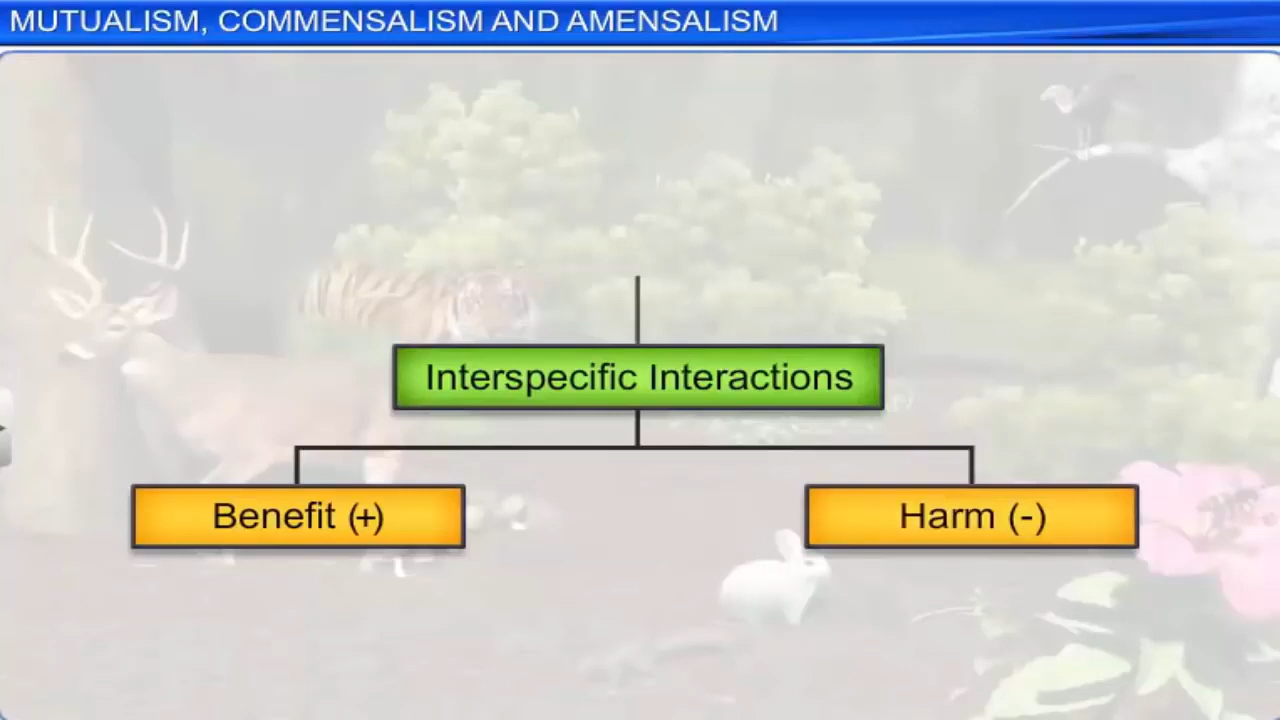 MUTUALISM, COMMENSALISM AND AMENSALISM
Interspecific Interactions
Benefit (+)
Harm (-)